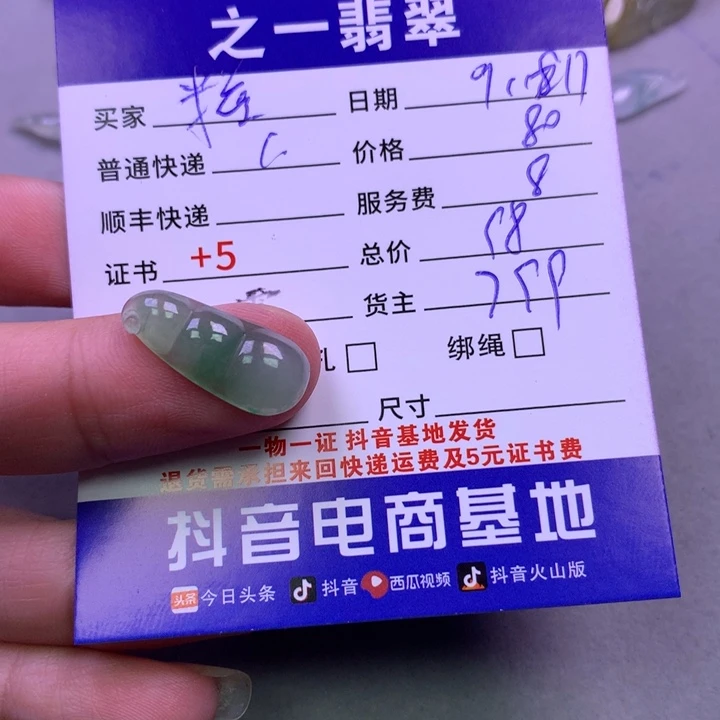 之一翡翠
买家 日期
普通快递 价格 80
顺丰快递 服务费 8
证书 +5 总价
货主
扎 绑绳
尺寸
一物一证 抖音基地发货
退货需承担来回快递运费及5元证书费
抖音电商基地
头条 今日头条 抖音 西瓜视频 抖音火山版